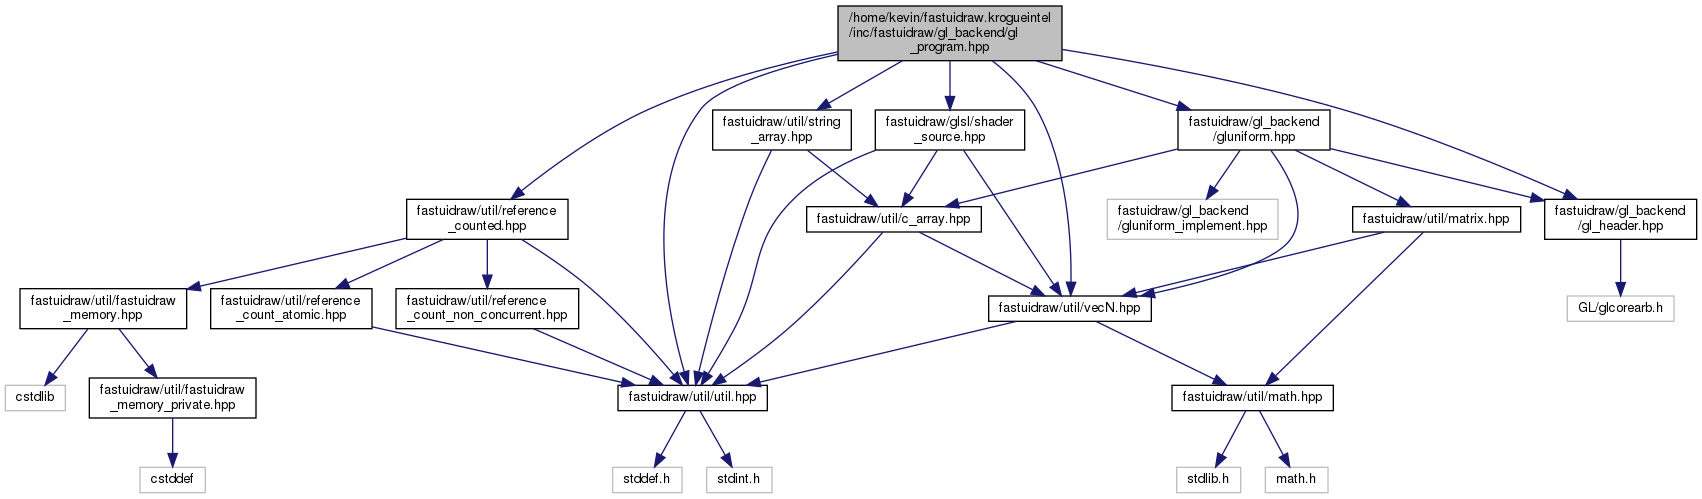 /home/kevin/fastuidraw.krogueintel
/inc/fastuidraw/gl_backend/gl
_program.hpp
fastuidraw/util/string
_array.hpp
fastuidraw/glsl/shader
_source.hpp
fastuidraw/gl_backend
/gluniform.hpp
fastuidraw/util/reference
_counted.hpp
fastuidraw/util/c_array.hpp
fastuidraw/gl_backend
/gluniform_implement.hpp
fastuidraw/util/matrix.hpp
fastuidraw/gl_backend
/gl_header.hpp
fastuidraw/util/fastuidraw
_memory.hpp
fastuidraw/util/reference
_count_atomic.hpp
fastuidraw/util/reference
_count_non_concurrent.hpp
fastuidraw/util/vecN.hpp
GL/glcorearb.h
cstdlib
fastuidraw/util/fastuidraw
_memory_private.hpp
fastuidraw/util/util.hpp
fastuidraw/util/math.hpp
cstddef
stddef.h
stdint.h
stdlib.h
math.h